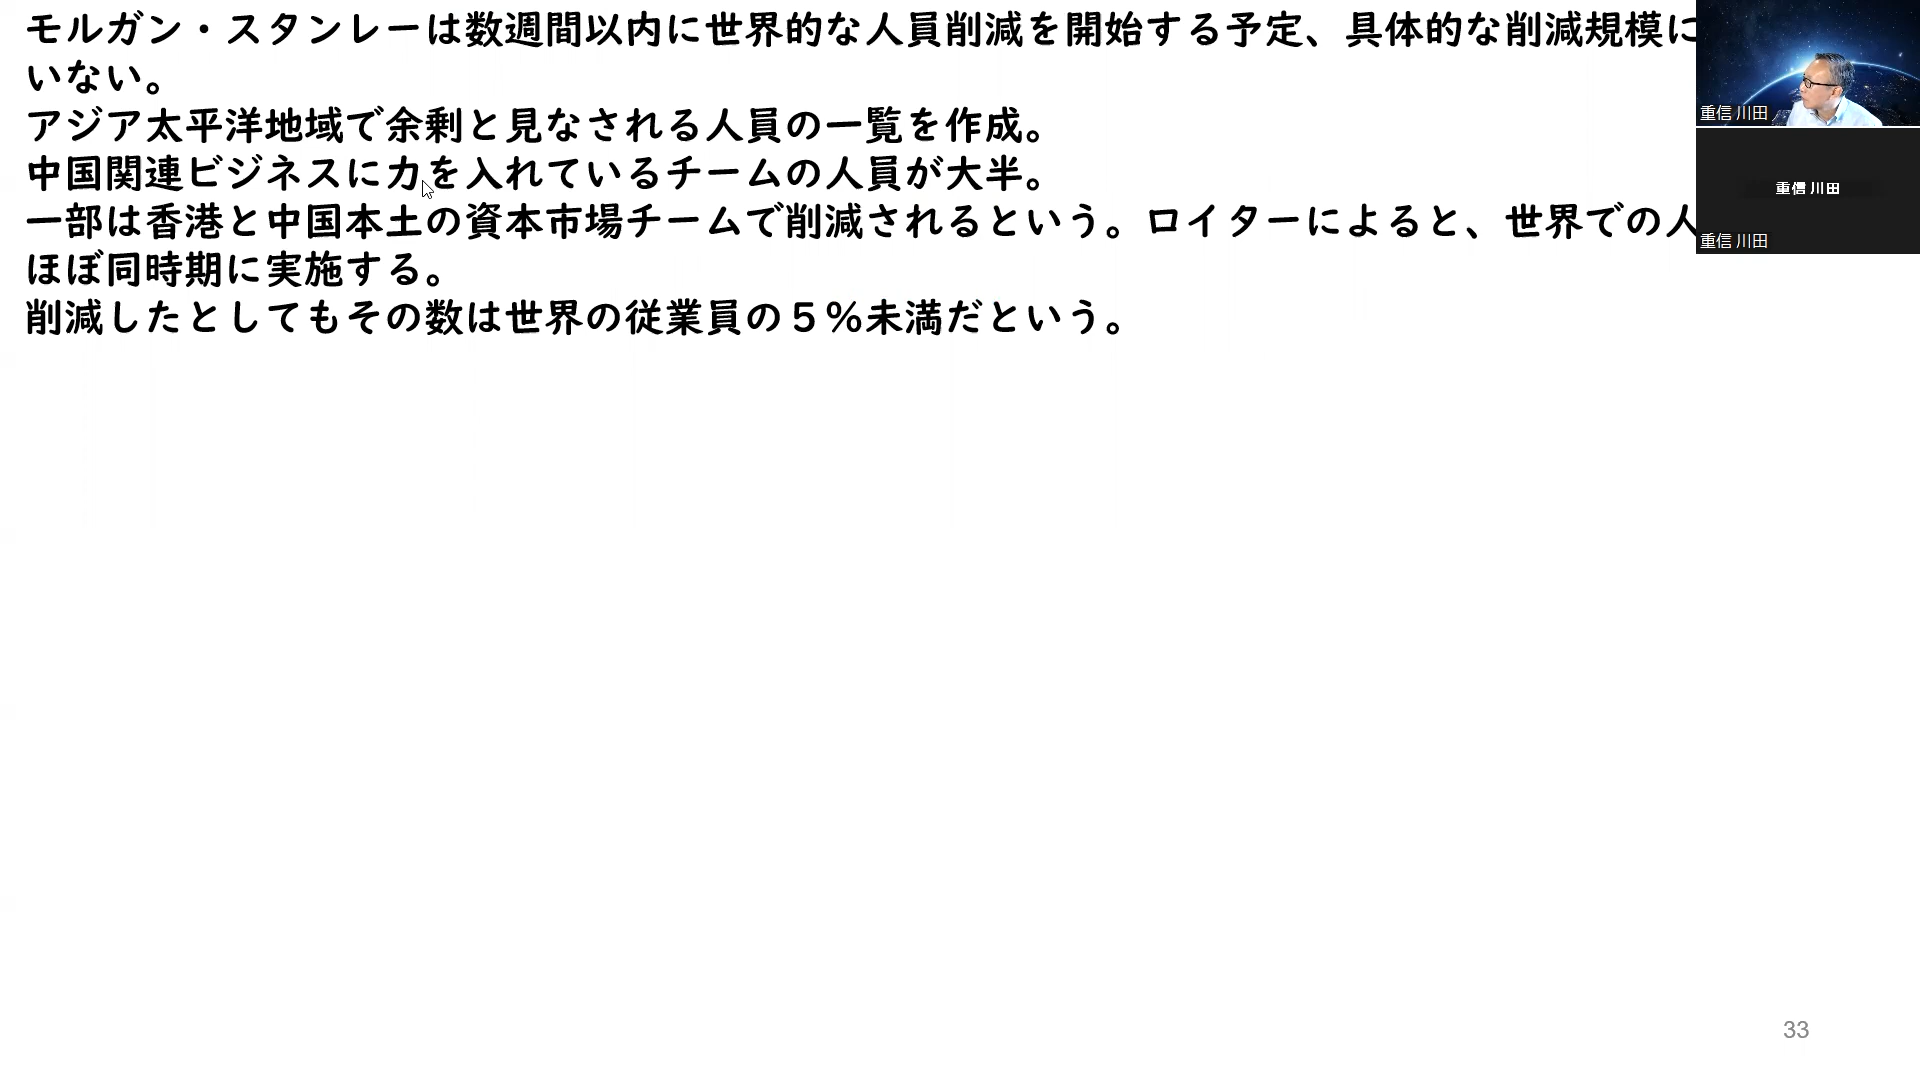 モルガン・スタンレーは数週間以内に世界的な人員削減を開始する予定、具体的な削減規模に
いない。
アジア太平洋地域で余剰と見なされる人員の一覧を作成。
中国関連ビジネスに力を入れているチームの人員が大半。
一部は香港と中国本土の資本市場チームで削減されるという。ロイターによると、世界での人
ほぼ同時期に実施する。
削減したとしてもその数は世界の従業員の５％未満だという。
重信 川田
重信 川田
重信 川田
33